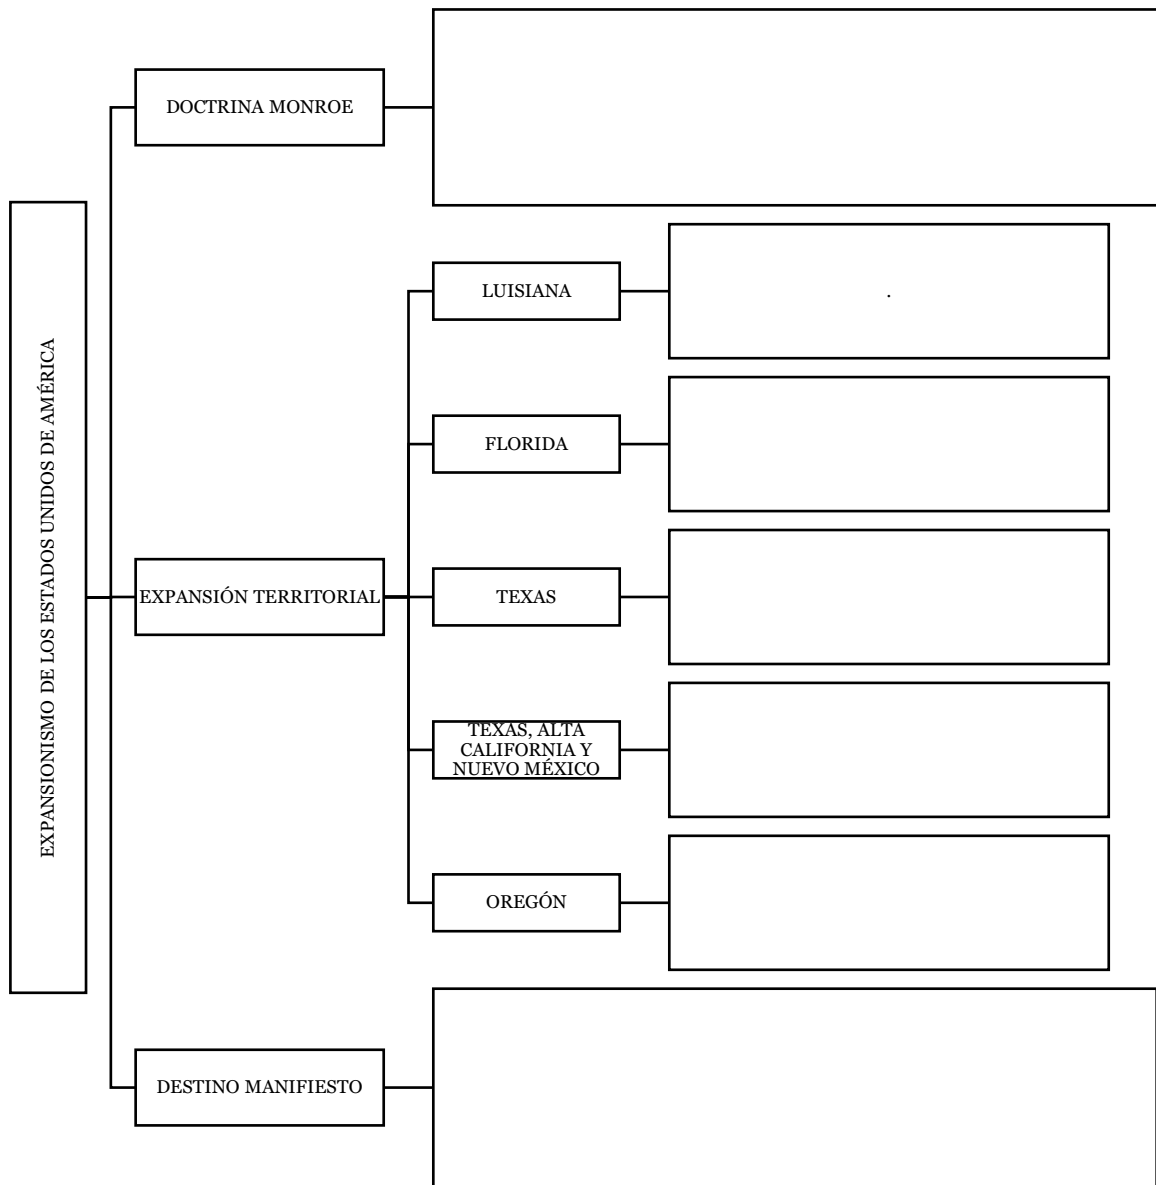 EXPANSIONISMO DE LOS ESTADOS UNIDOS DE AMÉRICA
DOCTRINA MONROE
EXPANSIÓN TERRITORIAL
LUISIANA
.
FLORIDA
TEXAS
TEXAS, ALTA
CALIFORNIA Y
NUEVO MÉXICO
OREGÓN
DESTINO MANIFIESTO